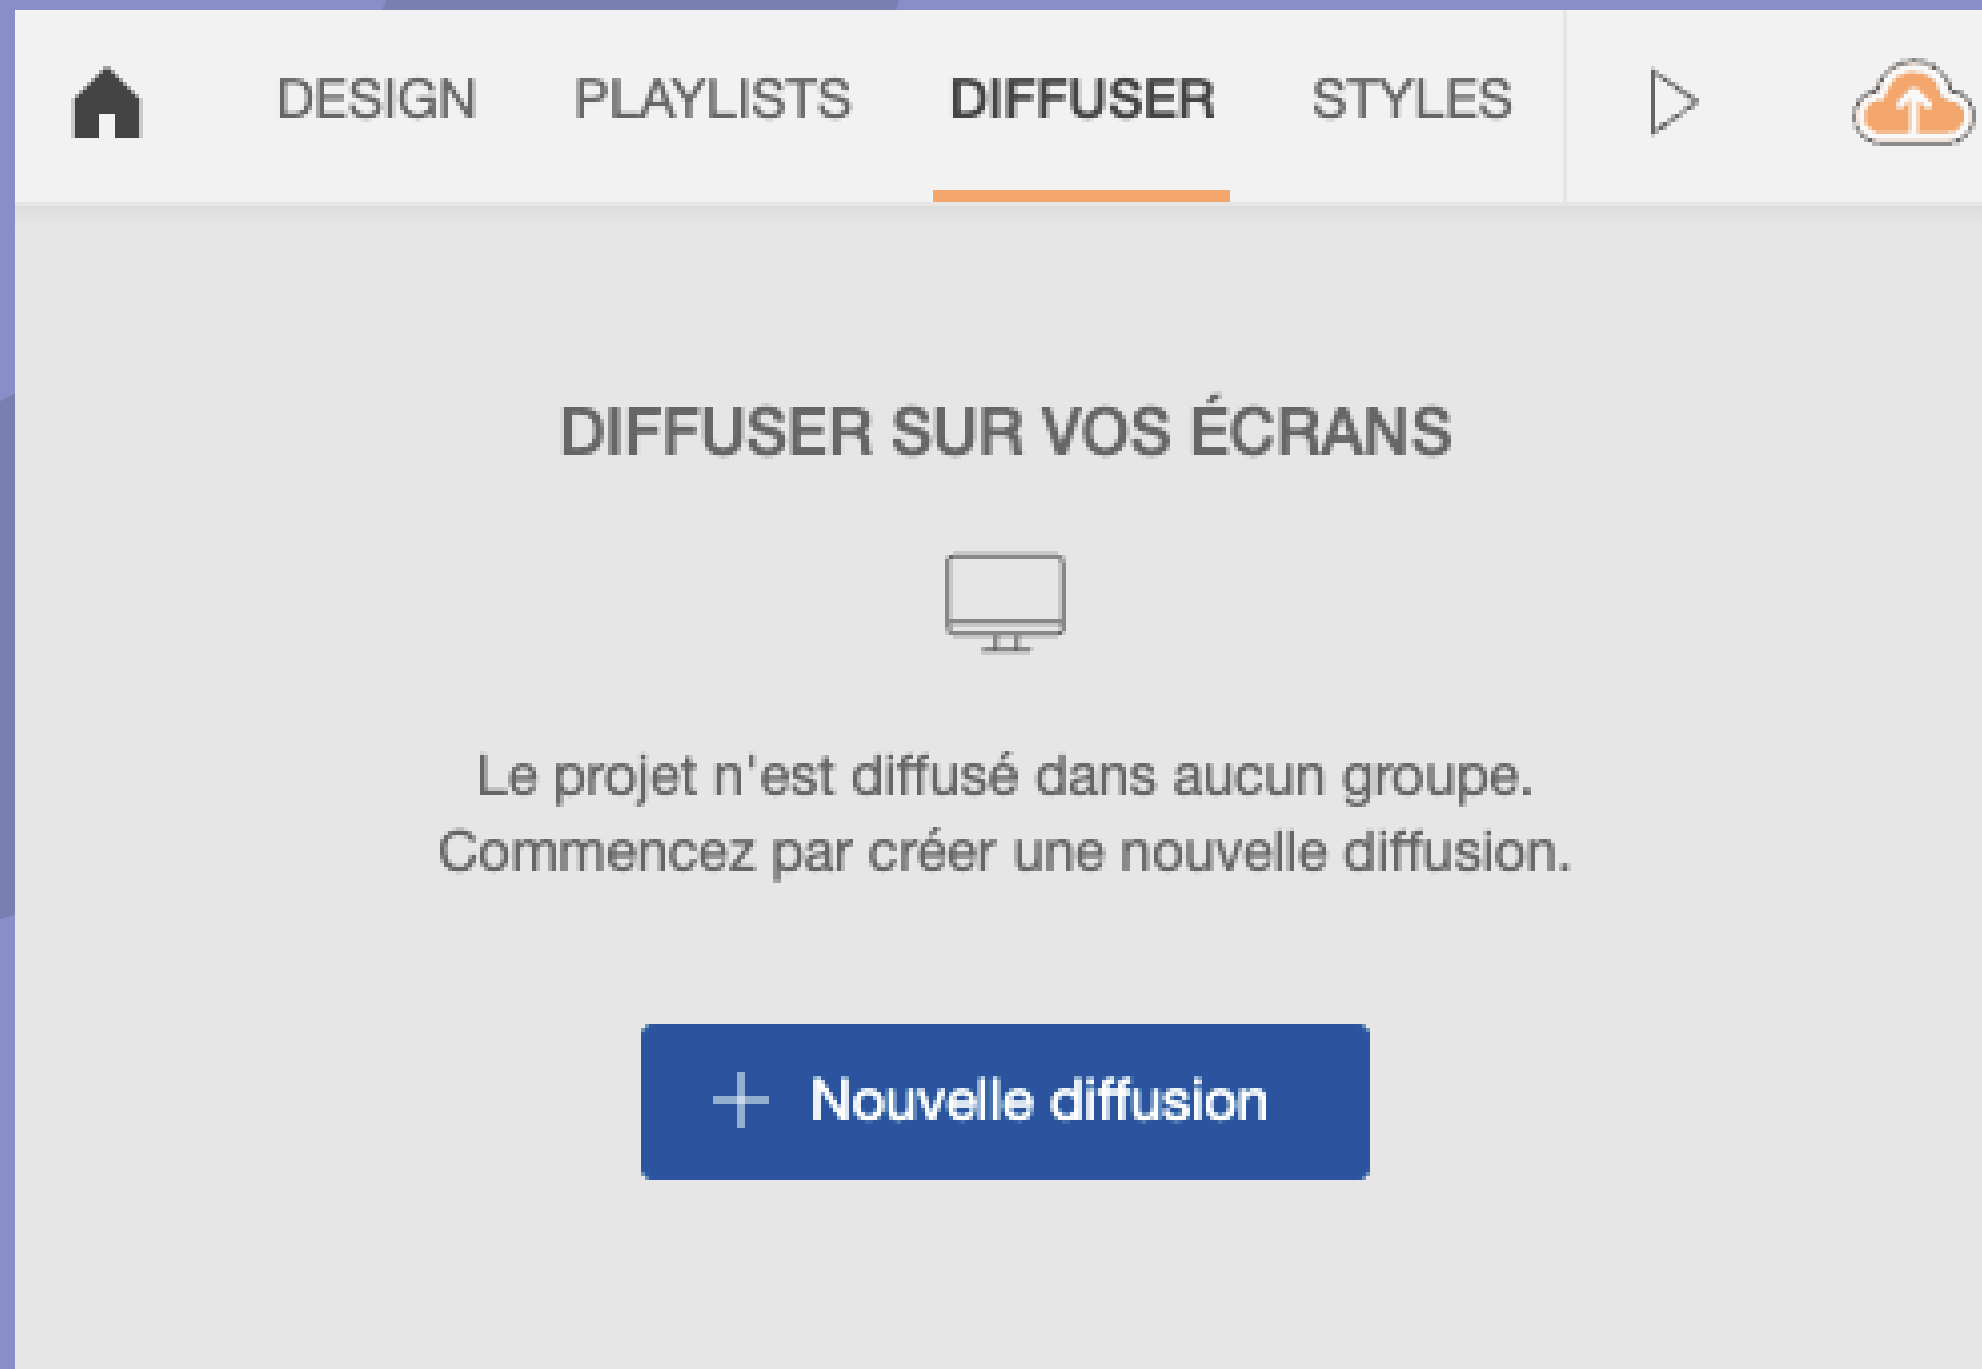 DESIGN PLAYLISTS DIFFUSER STYLES
DIFFUSER SUR VOS ÉCRANS
Le projet n'est diffusé dans aucun groupe.
Commencez par créer une nouvelle diffusion.
Nouvelle diffusion